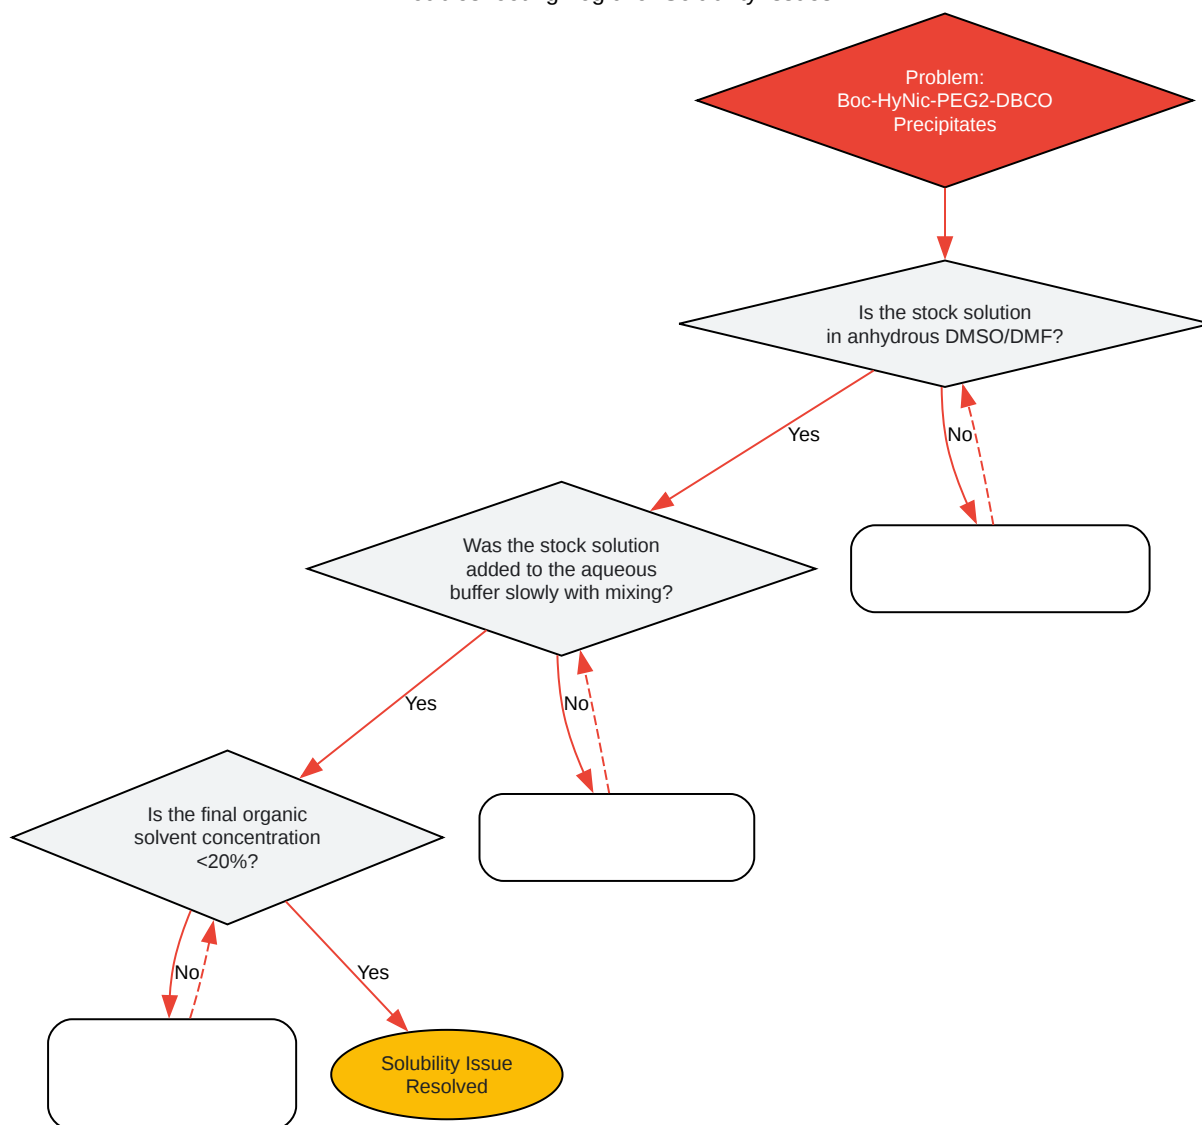 Problem:
Boc-HyNic-PEG2-DBCO
Precipitates
Is the stock solution
in anhydrous DMSO/DMF?
Yes
No
Was the stock solution
added to the aqueous
buffer slowly with mixing?
Yes
No
Is the final organic
solvent concentration
<20%?
No
Yes
Solubility Issue
Resolved